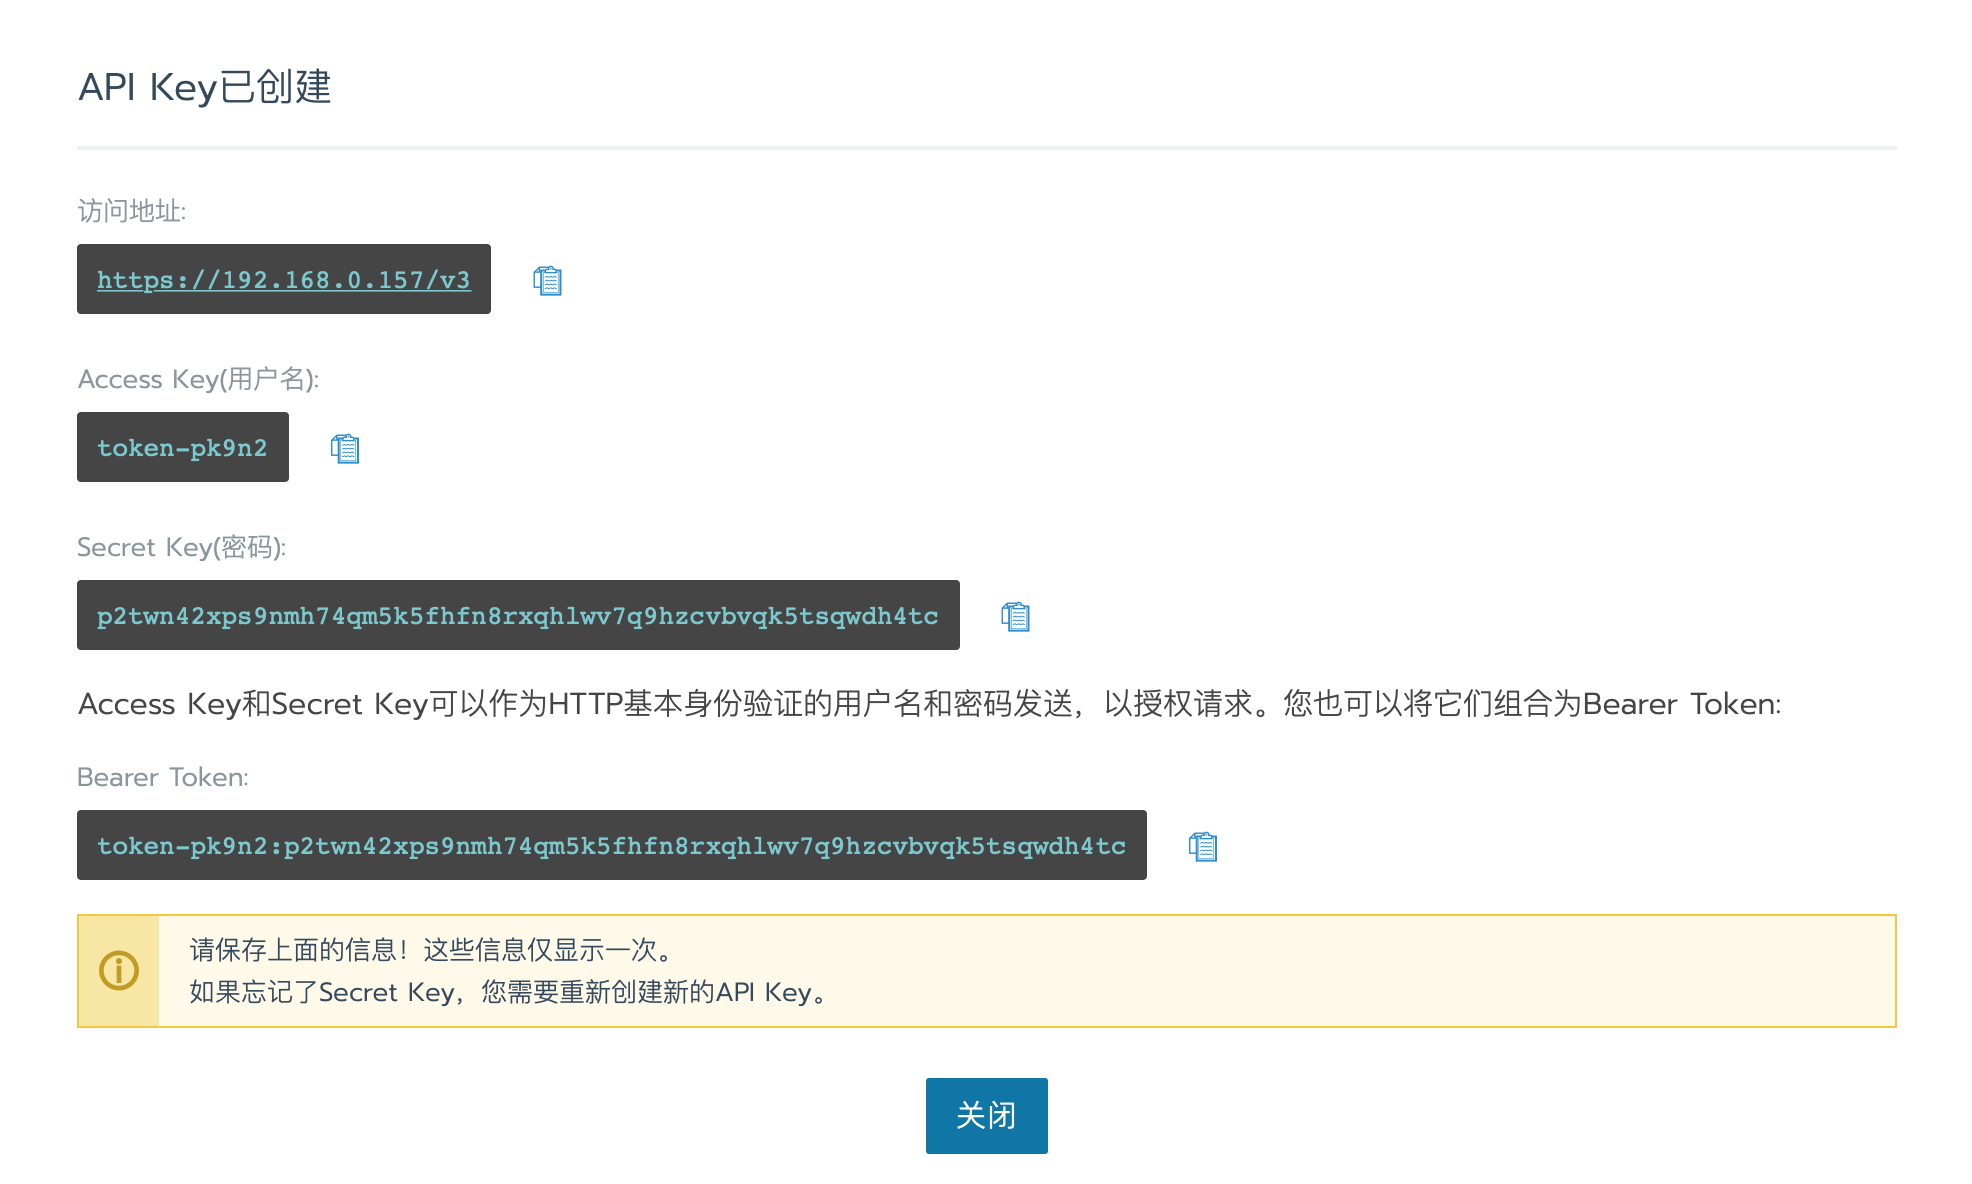 API Key已创建
访问地址:
https://192.168.0.157/v3
Access Key(用户名):
token-pk9n2
Secret Key(密码):
p2twn42xps9nmh74qm5k5fhfn8rxqhlwv7q9hzcvbvqk5tsqwdh4tc
Access Key和Secret Key可以作为HTTP基本身份验证的用户名和密码发送，以授权请求。您也可以将它们组合为Bearer Token:
Bearer Token:
token-pk9n2:p2twn42xps9nmh74qm5k5fhfn8rxqhlwv7q9hzcvbvqk5tsqwdh4tc
请保存上面的信息！这些信息仅显示一次。
如果忘记了Secret Key，您需要重新创建新的API Key。
关闭